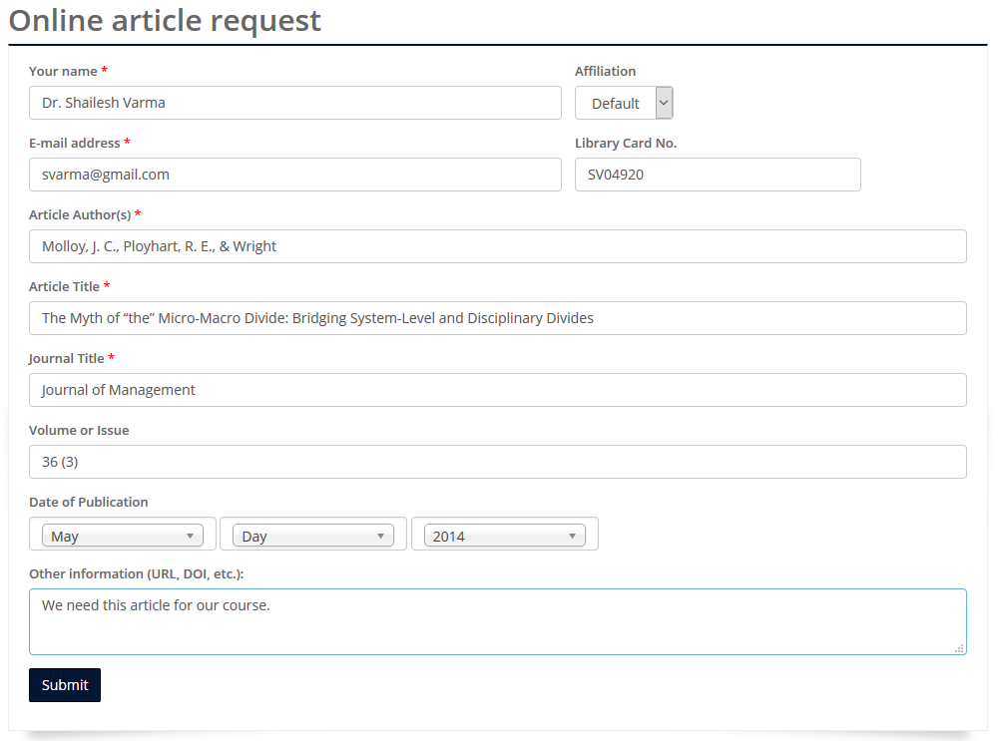 Online article request
Your name * Affiliation
Dr. Shailesh Varma Default
E-mail address * Library Card No.
svarma@gmail.com SV04920
Article Author(s) *
Molloy, J. C., Ployhart, R. E., & Wright
Article Title *
The Myth of “the” Micro-Macro Divide: Bridging System-Level and Disciplinary Divides
Journal Title *
Journal of Management
Volume or Issue
36 (3)
Date of Publication
May Day 2014
Other information (URL, DOI, etc.):
We need this article for our course.
Submit